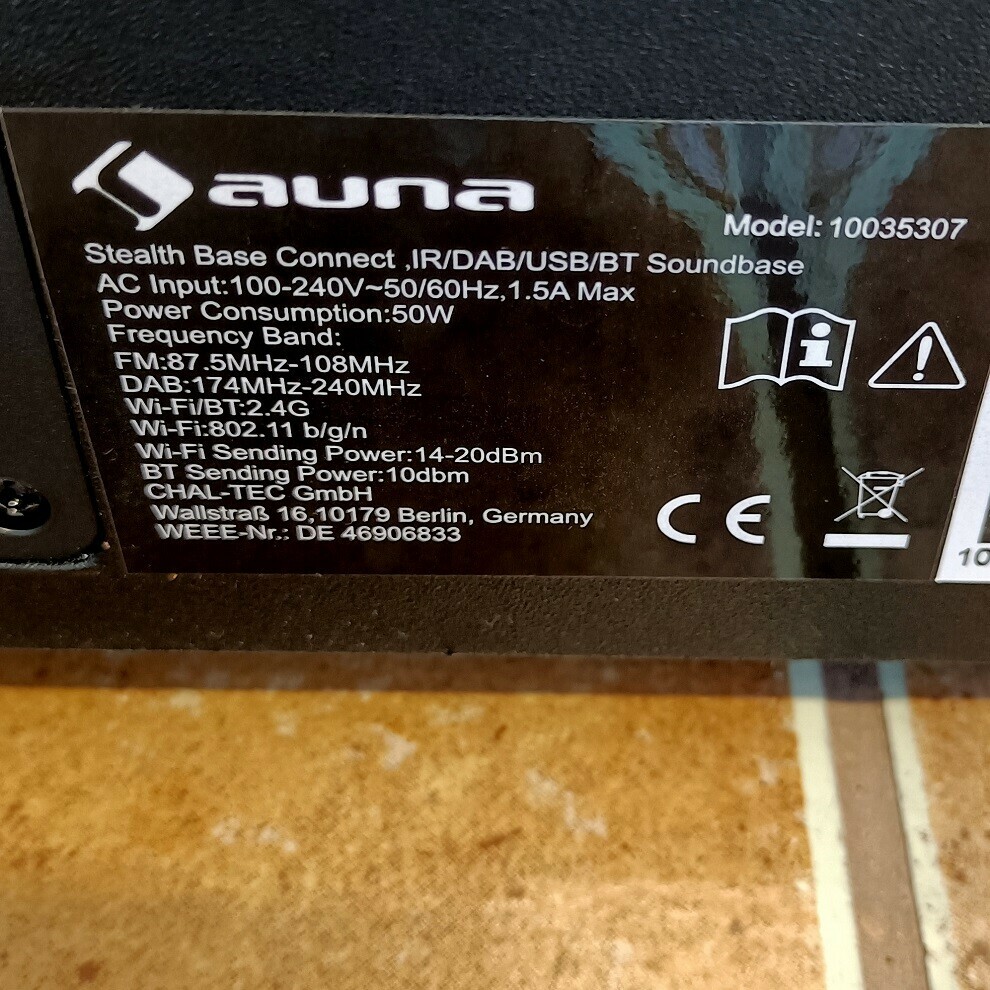 auna
Model: 10035307
Stealth Base Connect ,IR/DAB/USB/BT Soundbase
AC Input:100-240V~50/60Hz,1.5A Max
Power Consumption:50W
Frequency Band:
FM:87.5MHz-108MHz
DAB:174MHz-240MHz
Wi-Fi/BT:2.4G
Wi-Fi:802.11 b/g/n
Wi-Fi Sending Power:14-20dBm
BT Sending Power:10dbm
CHAL-TEC GmbH
Wallstraß 16,10179 Berlin, Germany
WEEE-Nr.: DE 46906833
CE